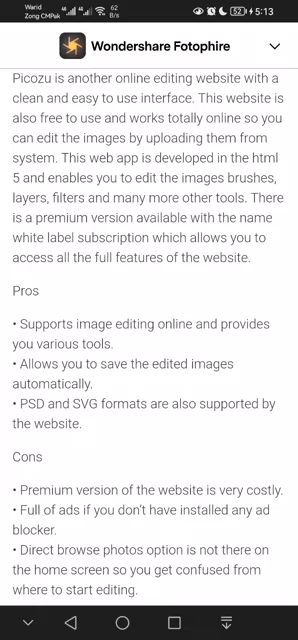 Warid
Zong CMPak
4G
4G
62
B/s
52
5:13
Wondershare Fotophire
Picozu is another online editing website with a
clean and easy to use interface. This website is
also free to use and works totally online so you
can edit the images by uploading them from
system. This web app is developed in the html
5 and enables you to edit the images brushes,
layers, filters and many more other tools. There
is a premium version available with the name
white label subscription which allows you to
access all the full features of the website.
Pros
• Supports image editing online and provides
you various tools.
• Allows you to save the edited images
automatically.
• PSD and SVG formats are also supported by
the website.
Cons
• Premium version of the website is very costly.
• Full of ads if you don't have installed any ad
blocker.
• Direct browse photos option is not there on
the home screen so you get confused from
where to start editing.